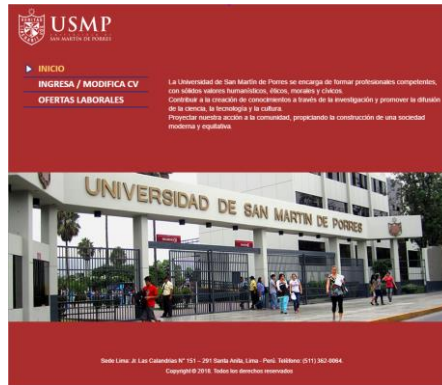 USMP
UNIVERSIDAD DE
SAN MARTIN DE PORRES
INICIO
INGRESA / MODIFICA CV
OFERTAS LABORALES
La Universidad de San Martín de Porres se encarga de formar profesionales competentes,
con sólidos valores humanísticos, éticos, morales y cívicos.
Contribuir a la creación de conocimientos a través de la investigación y promover la difusión
de la ciencia, la tecnología y la cultura.
Proyectar nuestra acción a la comunidad, propiciando la construcción de una sociedad
moderna y equitativa.
UNIVERSIDAD DE SAN MARTIN DE PORRES
Sede Lima: Jr. Las Calandrias N° 151 – 291 Santa Anita, Lima - Perú. Teléfono: (511) 362-0064.
Copyright © 2018. Todos los derechos reservados